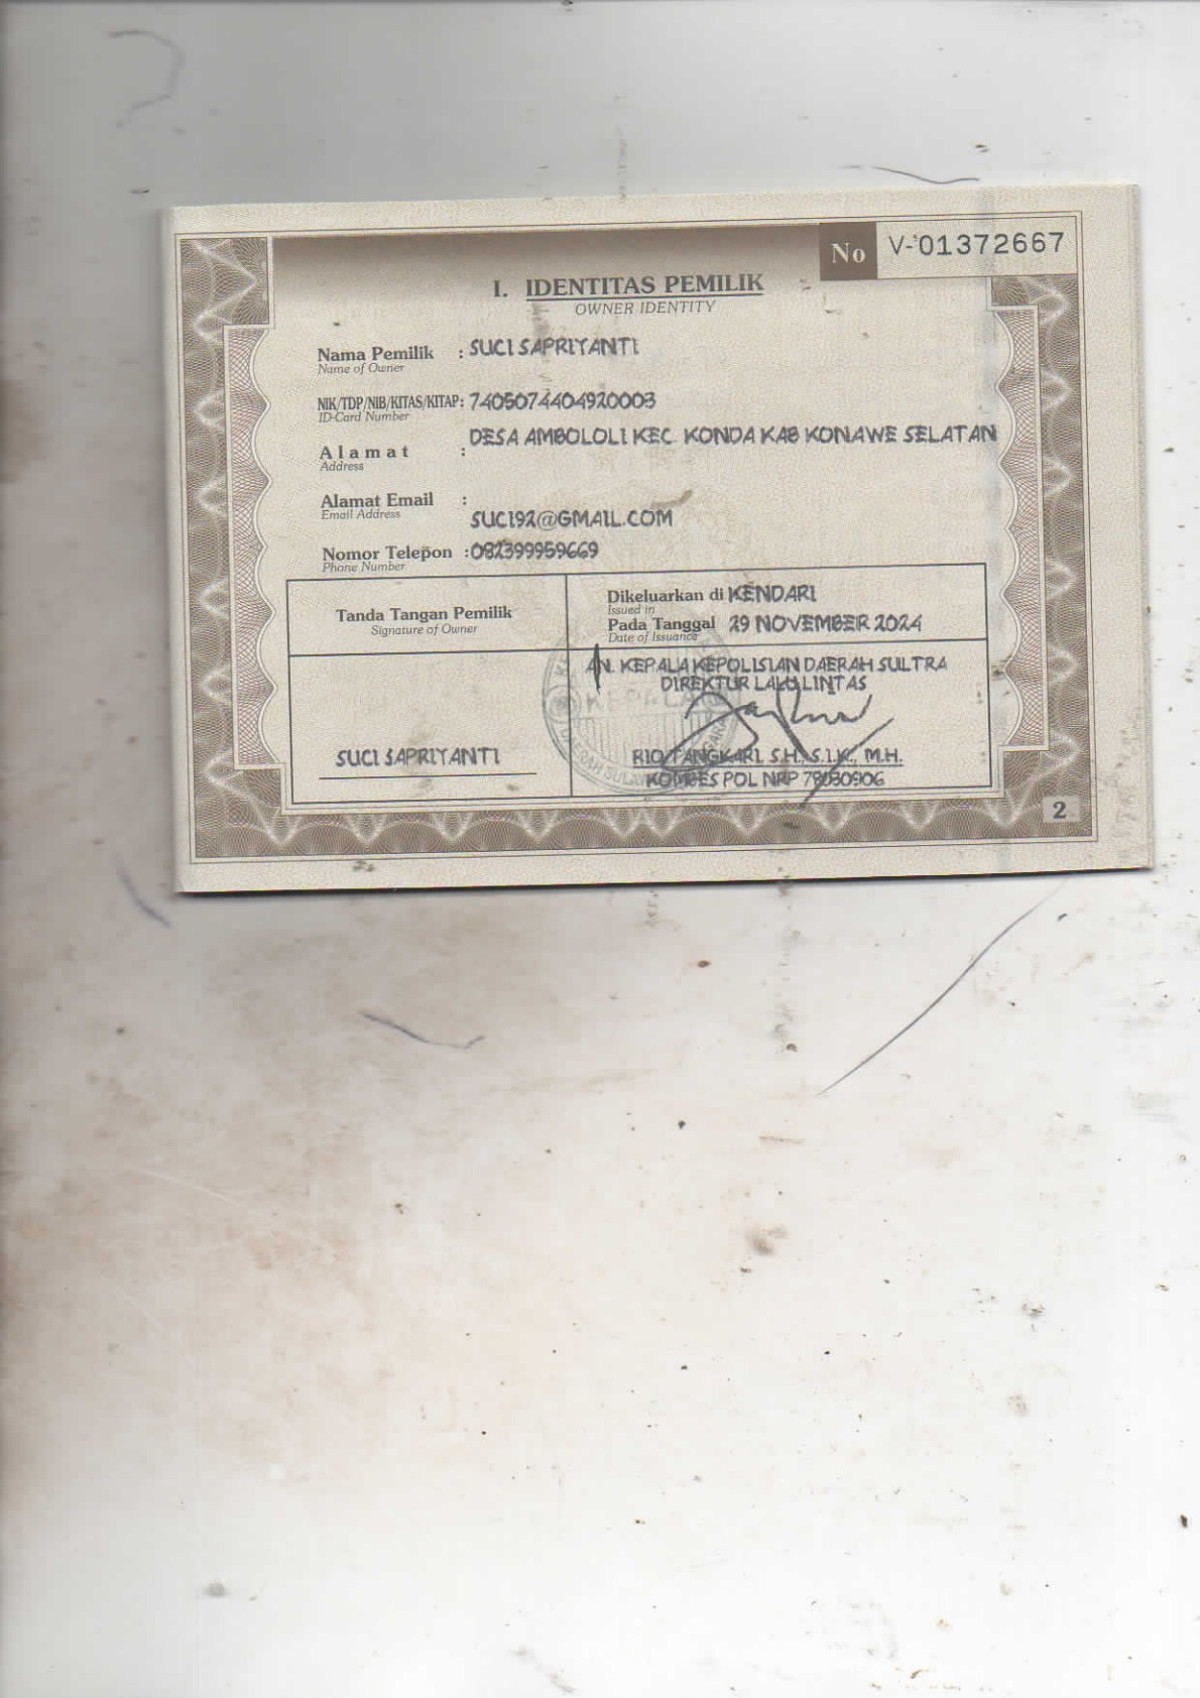 No V-01372667
I. IDENTITAS PEMILIK
OWNER IDENTITY
Nama Pemilik : SUCI SAPRIYANTI
Name of Owner
NIK/TDP/NIB/KITAS/KITAP: 7405074404920003
ID-Card Number
DESA AMBOLOLI KEC. KONDA KAB KONAWE SELATAN
Alamat :
Address
Alamat Email :
Email Address
SUCI92@GMAIL.COM
Nomor Telepon : 082399959669
Phone Number
Tanda Tangan Pemilik
Signature of Owner
SUCI SAPRIYANTI
Dikeluarkan di KENDARI
Issued in
Pada Tanggal 29 NOVEMBER 2024
Date of Issuance
AN. KEPALA KEPOLISIAN DAERAH SULTRA
DIREKTUR LALU LINTAS
KEPALA
RIO TANGKARI, S.H., S.I.K., M.H.
KOMBES POL NRP 78030906
2